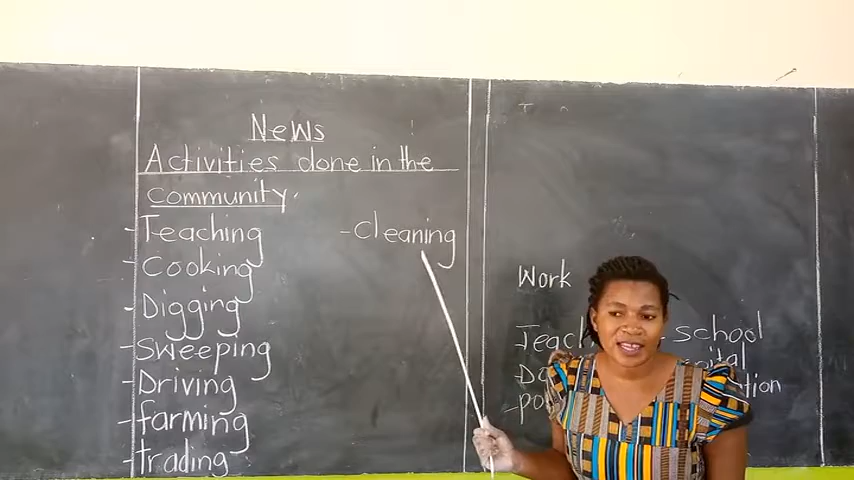 News
Activities done in the
community.
-Teaching
-Cooking
-Digging
-Sweeping
-Driving
-farming
-trading
-cleaning
Work
- school